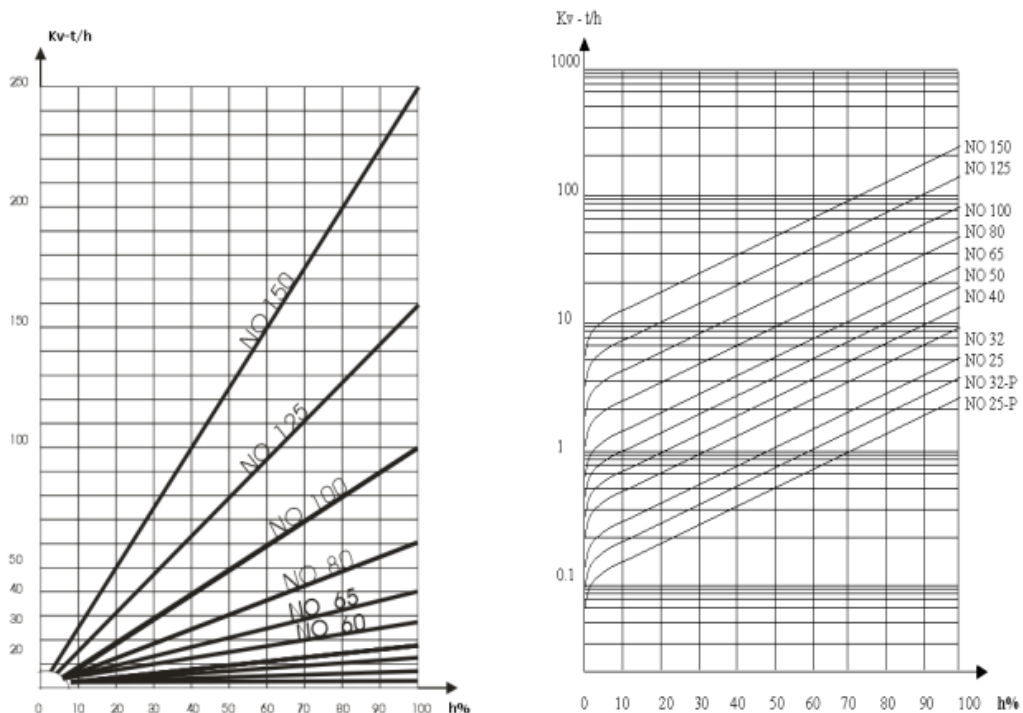 Kv-t/h
250
200
150
100
50
40
30
20
NO 150
NO 125
NO 100
NO 80
NO 65
NO 60
0 10 20 30 40 50 60 70 80 90 100 h%
Kv - t/h
1000
100
10
1
0.1
NO 150
NO 125
NO 100
NO 80
NO 65
NO 50
NO 40
NO 32
NO 25
NO 32-P
NO 25-P
0 10 20 30 40 50 60 70 80 90 100 h%